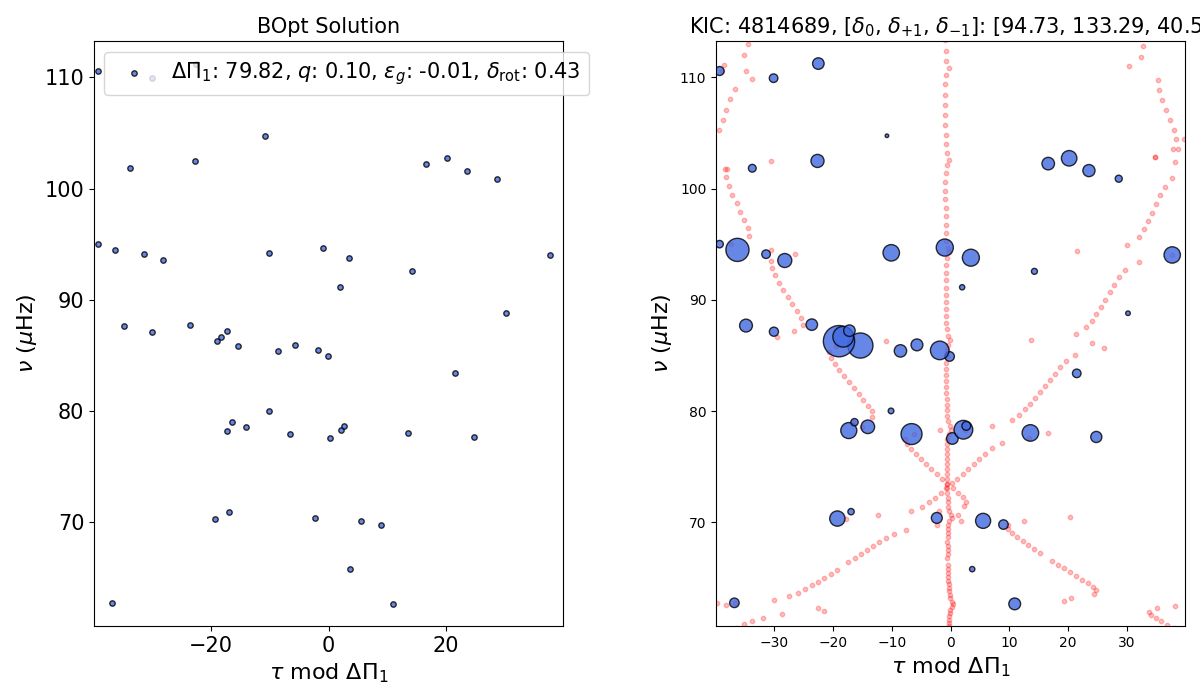 BOpt Solution
KIC: 4814689, [δ₀, δ₊₁, δ₋₁]: [94.73, 133.29, 40.5
ΔΠ₁: 79.82, q: 0.10, ε_g: -0.01, δ_rot: 0.43
110
100
90
80
70
ν (μHz)
−20
0
20
τ mod ΔΠ₁
110
100
90
80
70
ν (μHz)
−30
−20
−10
0
10
20
30
τ mod ΔΠ₁